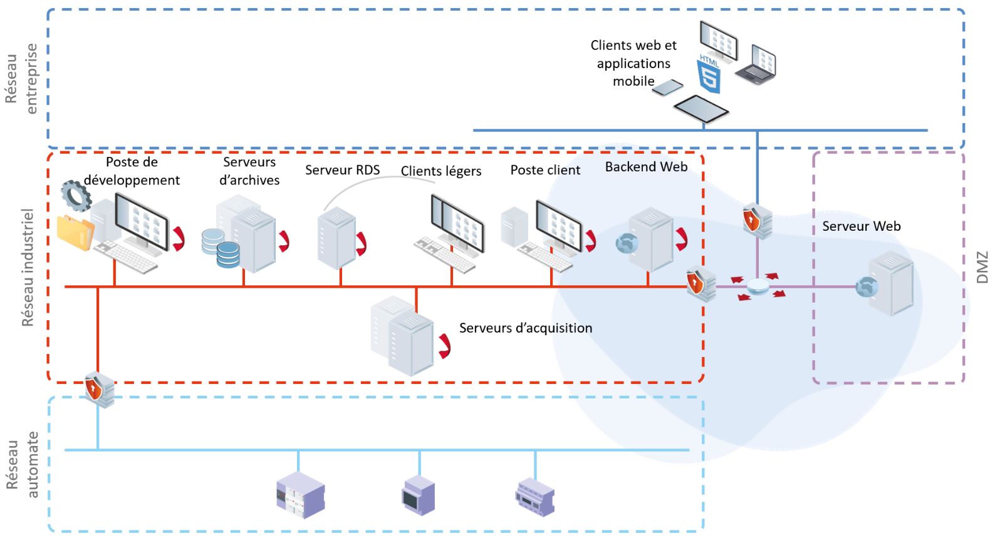 Réseau
entreprise
Clients web et
applications
mobile
HTML
5
Réseau industriel
Poste de
développement
Serveurs
d’archives
Serveur RDS
Clients légers
Poste client
Backend Web
Serveurs d’acquisition
Serveur Web
DMZ
Réseau
automate